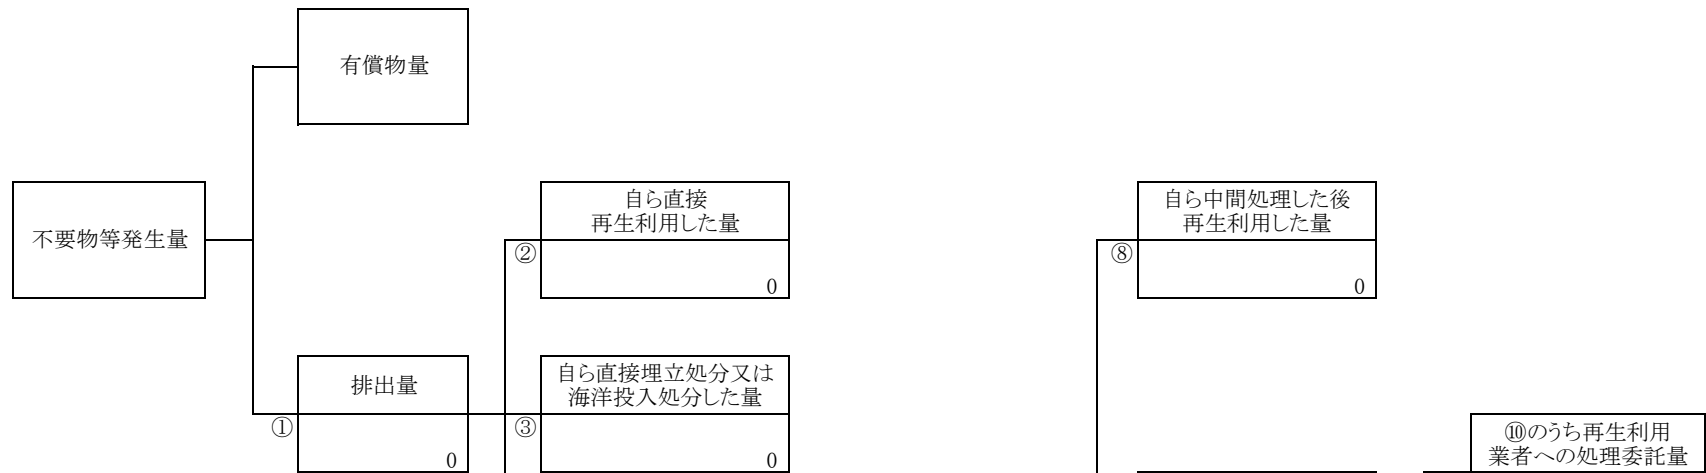 有償物量
不要物等発生量
自ら直接
再生利用した量
②
0
自ら中間処理した後
再生利用した量
⑧
0
排出量
①
0
自ら直接埋立処分又は
海洋投入処分した量
③
0
⑩のうち再生利用
業者への処理委託量